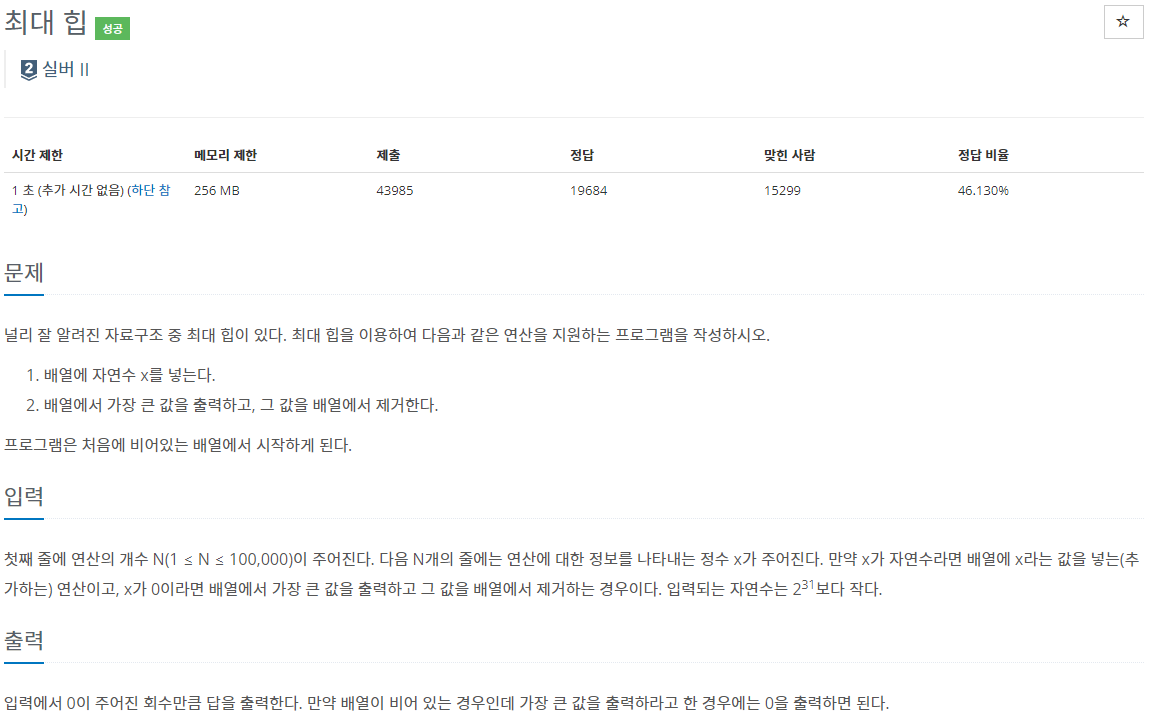 최대 힙 성공
☆
2 실버 II
시간 제한 메모리 제한 제출 정답 맞힌 사람 정답 비율
1 초 (추가 시간 없음) (하단 참 256 MB 43985 19684 15299 46.130%
고)
문제
널리 잘 알려진 자료구조 중 최대 힙이 있다. 최대 힙을 이용하여 다음과 같은 연산을 지원하는 프로그램을 작성하시오.
1. 배열에 자연수 x를 넣는다.
2. 배열에서 가장 큰 값을 출력하고, 그 값을 배열에서 제거한다.
프로그램은 처음에 비어있는 배열에서 시작하게 된다.
입력
첫째 줄에 연산의 개수 N(1 ≤ N ≤ 100,000)이 주어진다. 다음 N개의 줄에는 연산에 대한 정보를 나타내는 정수 x가 주어진다. 만약 x가 자연수라면 배열에 x라는 값을 넣는(추
가하는) 연산이고, x가 0이라면 배열에서 가장 큰 값을 출력하고 그 값을 배열에서 제거하는 경우이다. 입력되는 자연수는 2³¹보다 작다.
출력
입력에서 0이 주어진 회수만큼 답을 출력한다. 만약 배열이 비어 있는 경우인데 가장 큰 값을 출력하라고 한 경우에는 0을 출력하면 된다.